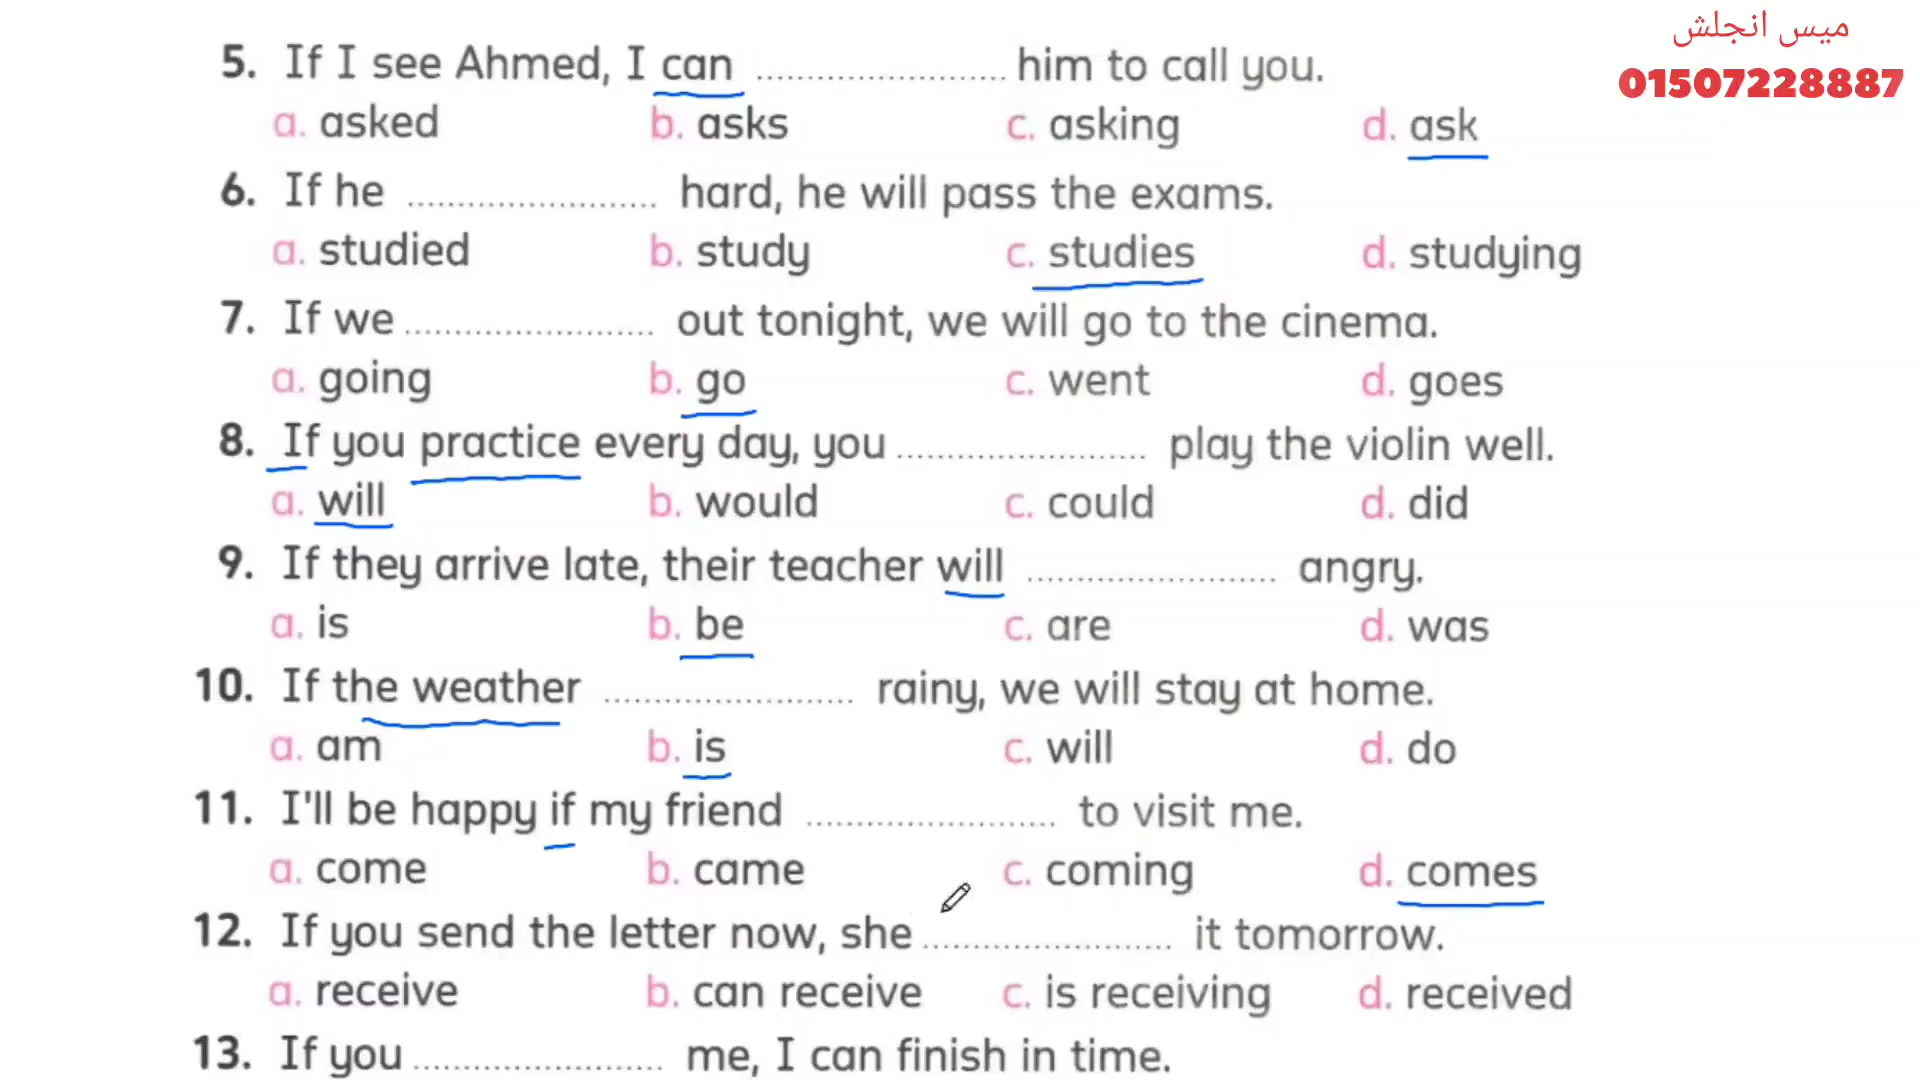 ميس انجلش
01507228887
5. If I see Ahmed, I can ........................ him to call you.
a. asked b. asks c. asking d. ask
6. If he ........................ hard, he will pass the exams.
a. studied b. study c. studies d. studying
7. If we ........................ out tonight, we will go to the cinema.
a. going b. go c. went d. goes
8. If you practice every day, you ........................ play the violin well.
a. will b. would c. could d. did
9. If they arrive late, their teacher will ........................ angry.
a. is b. be c. are d. was
10. If the weather ........................ rainy, we will stay at home.
a. am b. is c. will d. do
11. I'll be happy if my friend ........................ to visit me.
a. come b. came c. coming d. comes
12. If you send the letter now, she ........................ it tomorrow.
a. receive b. can receive c. is receiving d. received
13. If you ........................ me, I can finish in time.